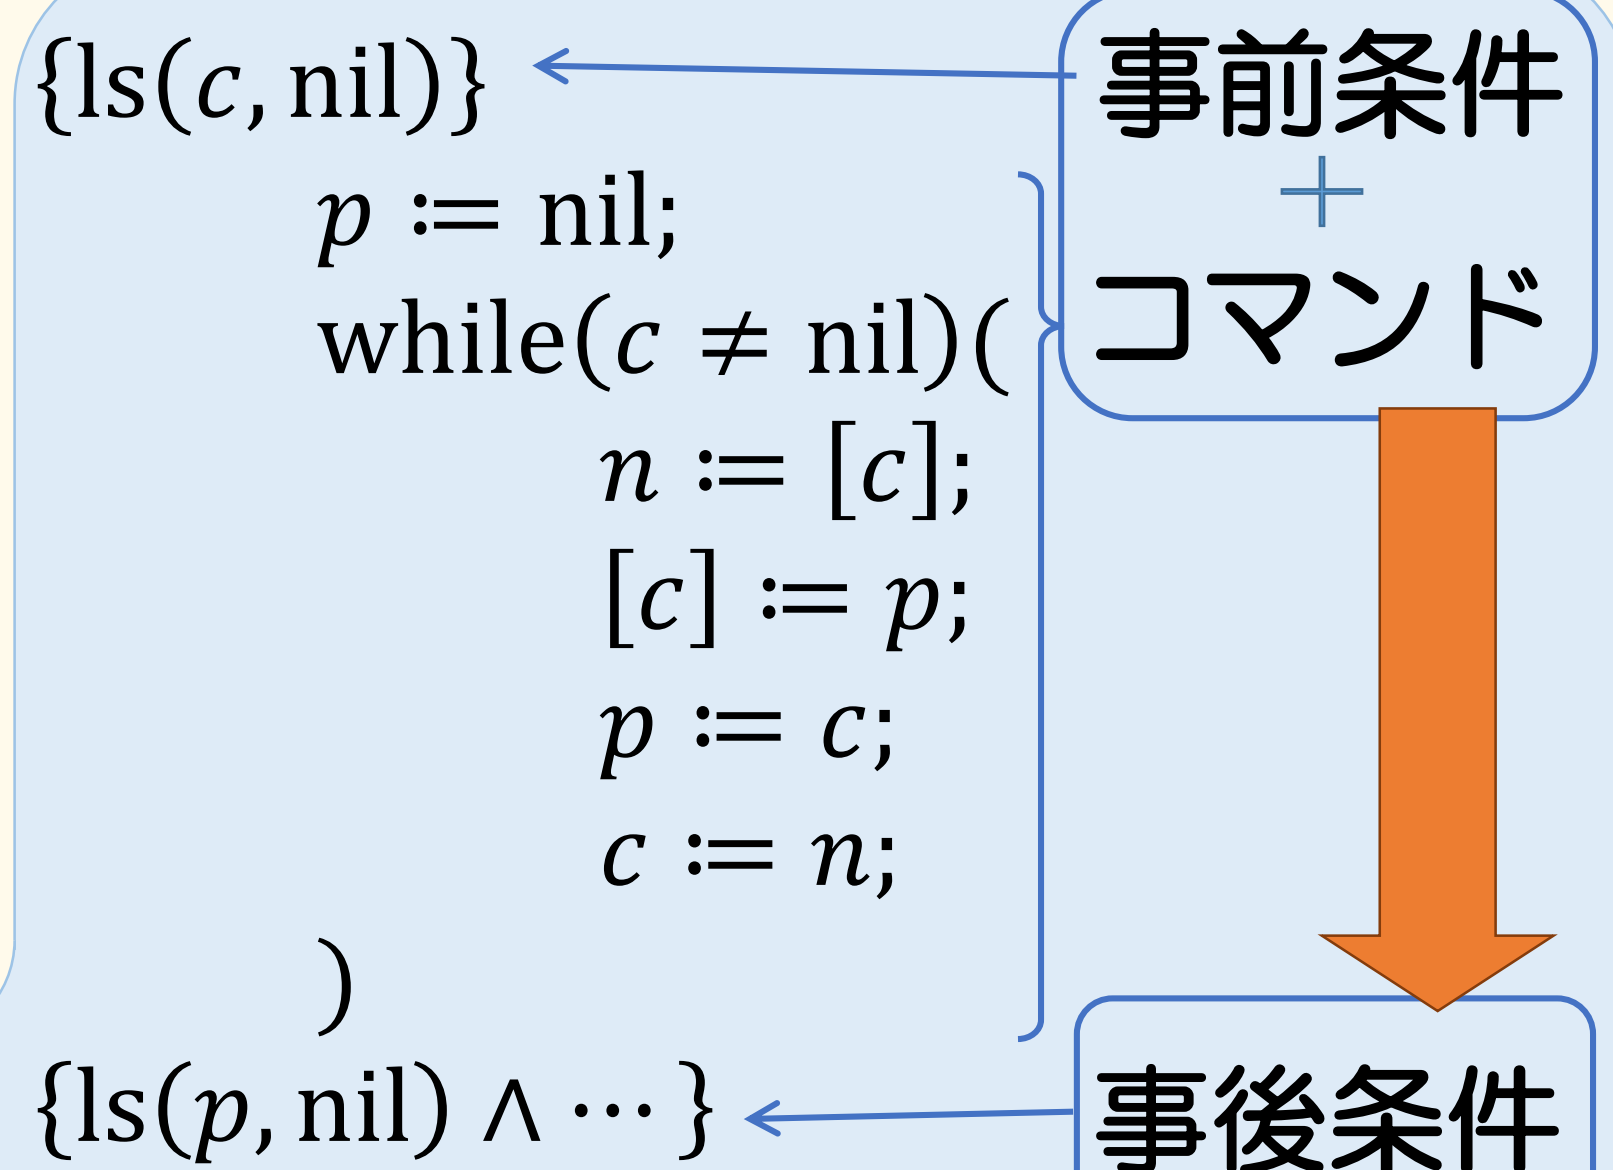 {ls(c, nil)}
p := nil;
while(c ≠ nil)(
n := [c];
[c] := p;
p := c;
c := n;
)
{ls(p, nil) ∧ ⋯ }
事前条件
+
コマンド
事後条件